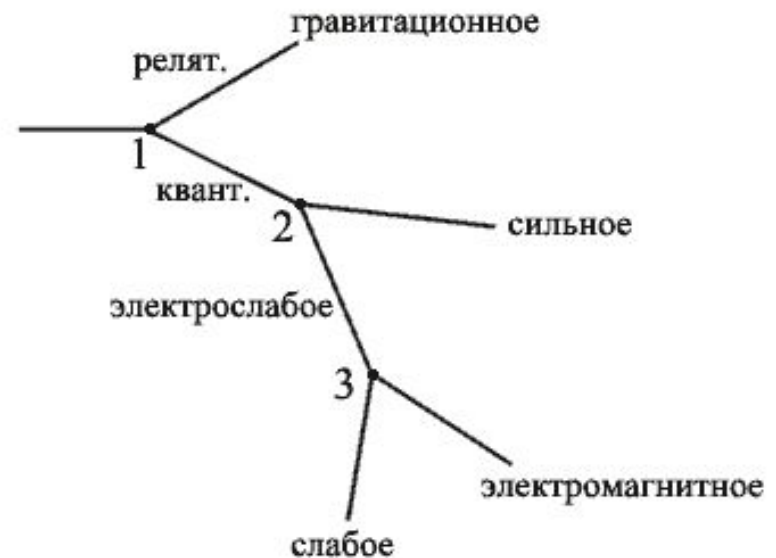 гравитационное
релят.
1
квант.
2
сильное
электрослабое
3
электромагнитное
слабое